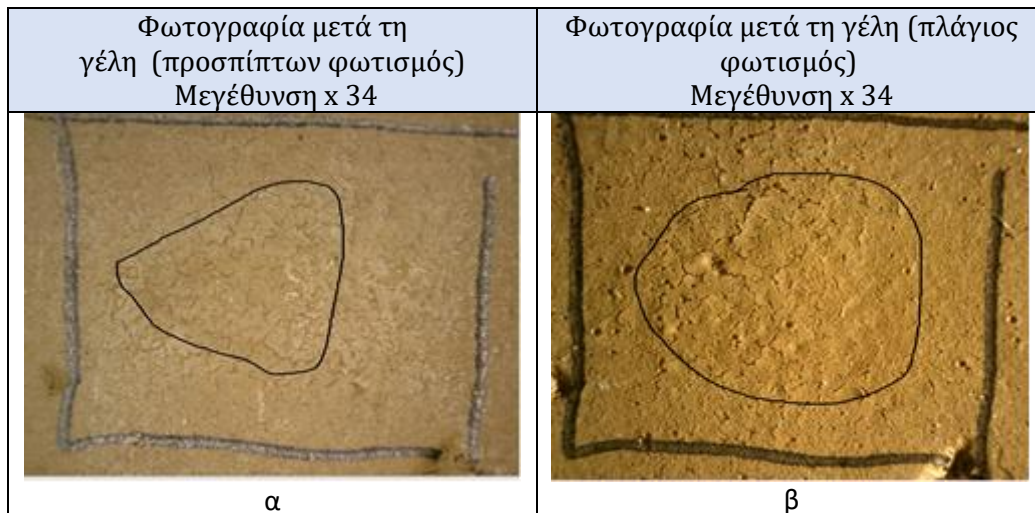 Φωτογραφία μετά τη
γέλη (προσπίπτων φωτισμός)
Μεγέθυνση x 34
Φωτογραφία μετά τη γέλη (πλάγιος
φωτισμός)
Μεγέθυνση x 34
α
β